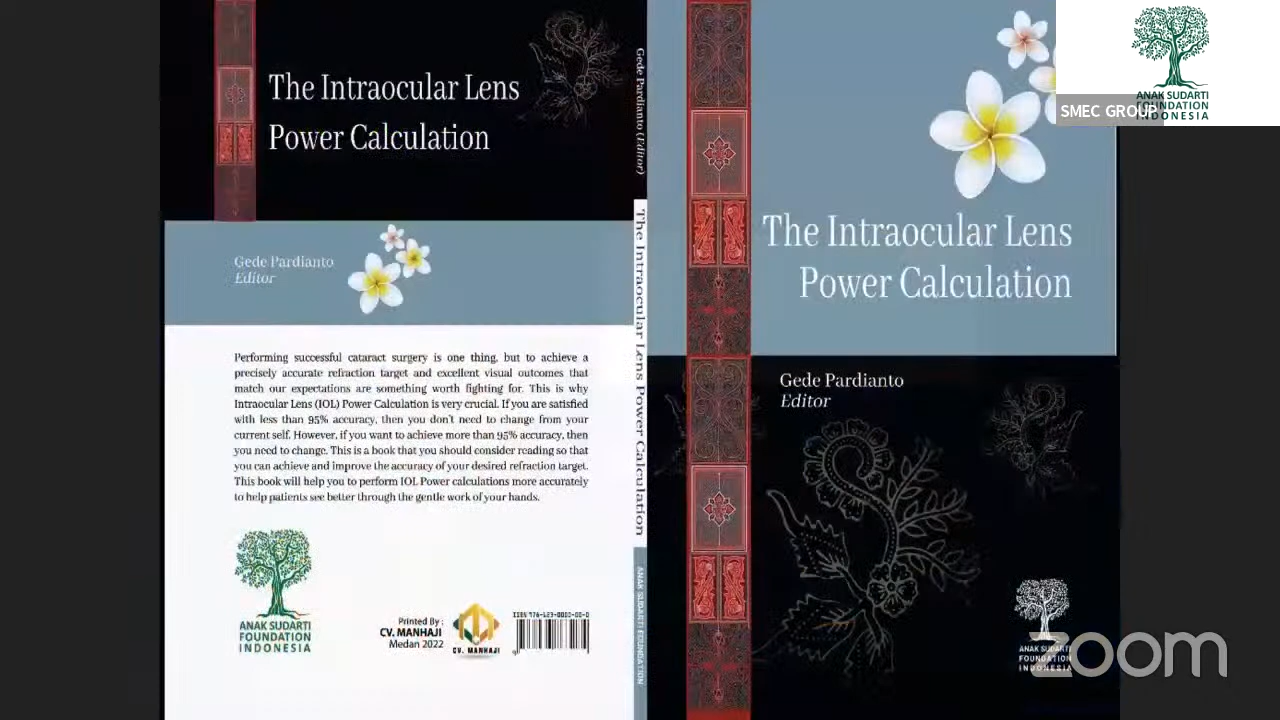 The Intraocular Lens
Power Calculation
Gede Pardianto
Editor
Performing successful cataract surgery is one thing, but to achieve a
precisely accurate refraction target and excellent visual outcomes that
match our expectations are something worth fighting for. This is why
Intraocular Lens (IOL) Power Calculation is very crucial. If you are satisfied
with less than 95% accuracy, then you don't need to change from your
current self. However, if you want to achieve more than 95% accuracy, then
you need to change. This is a book that you should consider reading so that
you can achieve and improve the accuracy of your desired refraction target.
This book will help you to perform IOL Power calculations more accurately
to help patients see better through the gentle work of your hands.
ANAK SUDARTI
FOUNDATION
INDONESIA
Printed By :
CV. MANHAJI
Medan 2022
CV. MANHAJI
Gede Pardianto (Editor)
The Intraocular Lens Power Calculation
ANAK SUDARTI FOUNDATION
The Intraocular Lens
Power Calculation
Gede Pardianto
Editor
ANAK SUDARTI
FOUNDATION
INDONESIA
ANAK SUDARTI
FOUNDATION
INDONESIA
SMEC GROUP
zoom